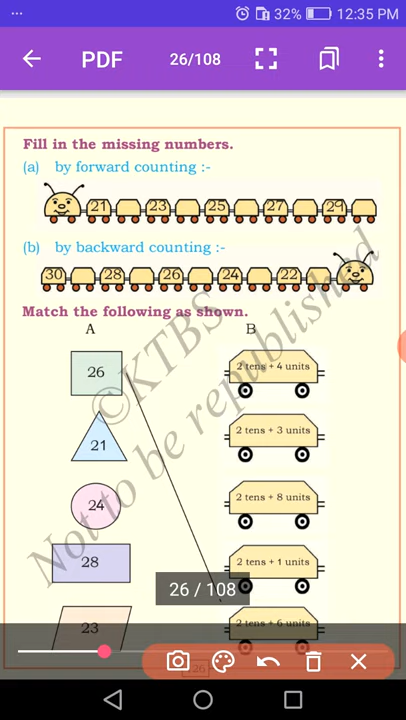 ... 32% 12:35 PM
PDF 26/108
Fill in the missing numbers.
(a) by forward counting :-
21 23 25 27 29
(b) by backward counting :-
30 28 26 24 22
Match the following as shown.
A B
26 2 tens + 4 units
21 2 tens + 3 units
24 2 tens + 8 units
28 2 tens + 1 units
23 2 tens + 6 units
26 / 108
26
©KTBS
Not to be republished